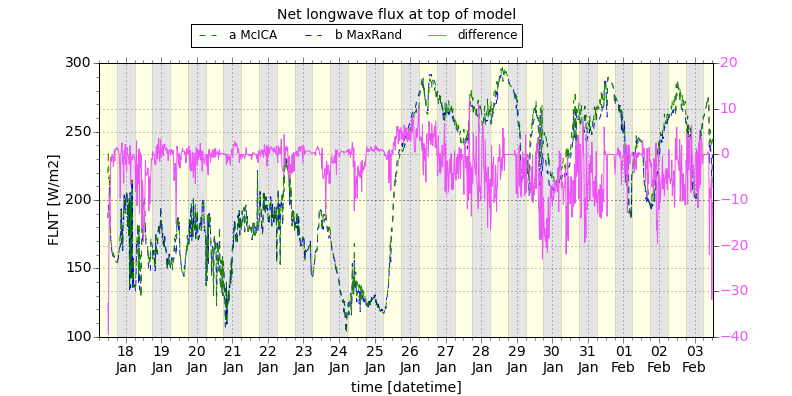 Net longwave flux at top of model
a McICA b MaxRand difference
300
250
200
150
100
FLNT [W/m2]
20
10
0
−10
−20
−30
−40
18 19 20 21 22 23 24 25 26 27 28 29 30 31 01 02 03
Jan Jan Jan Jan Jan Jan Jan Jan Jan Jan Jan Jan Jan Jan Feb Feb Feb
time [datetime]